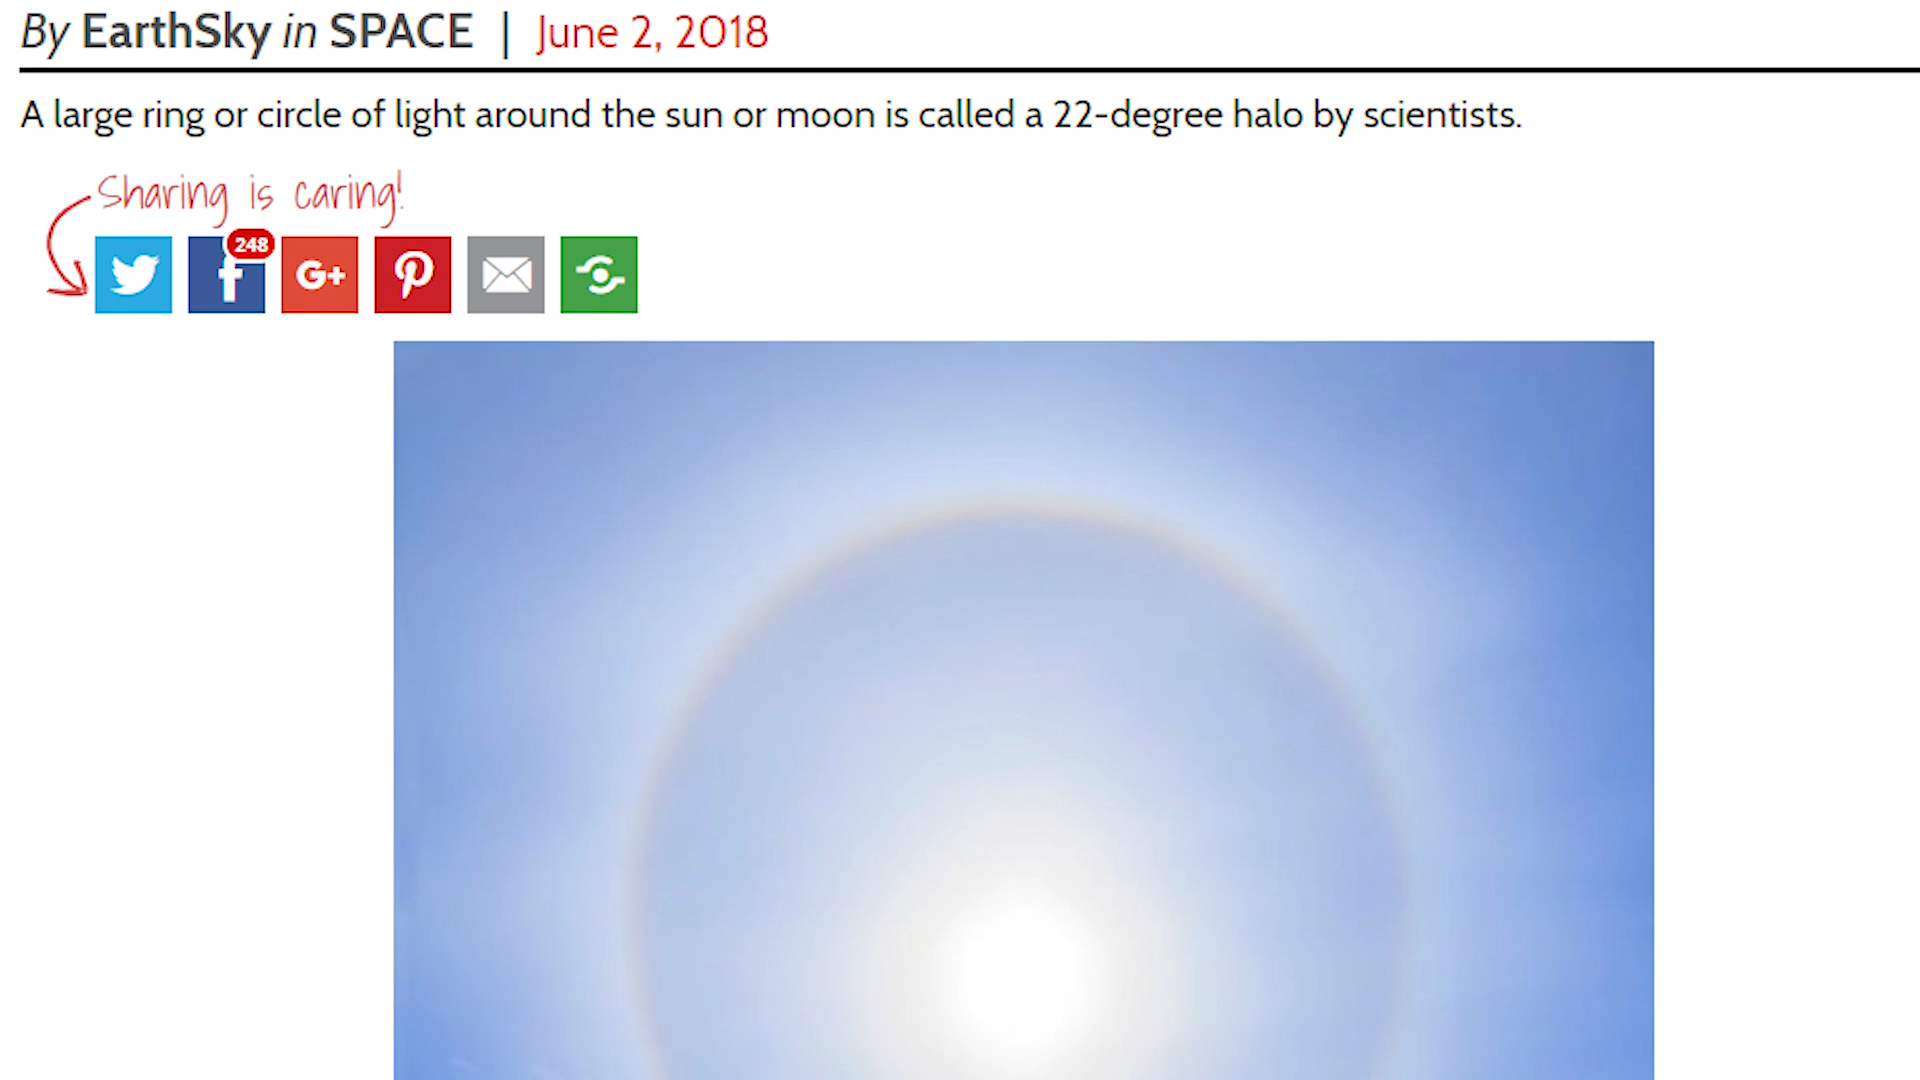 By EarthSky in SPACE | June 2, 2018
A large ring or circle of light around the sun or moon is called a 22-degree halo by scientists.
Sharing is caring!
248
f G+